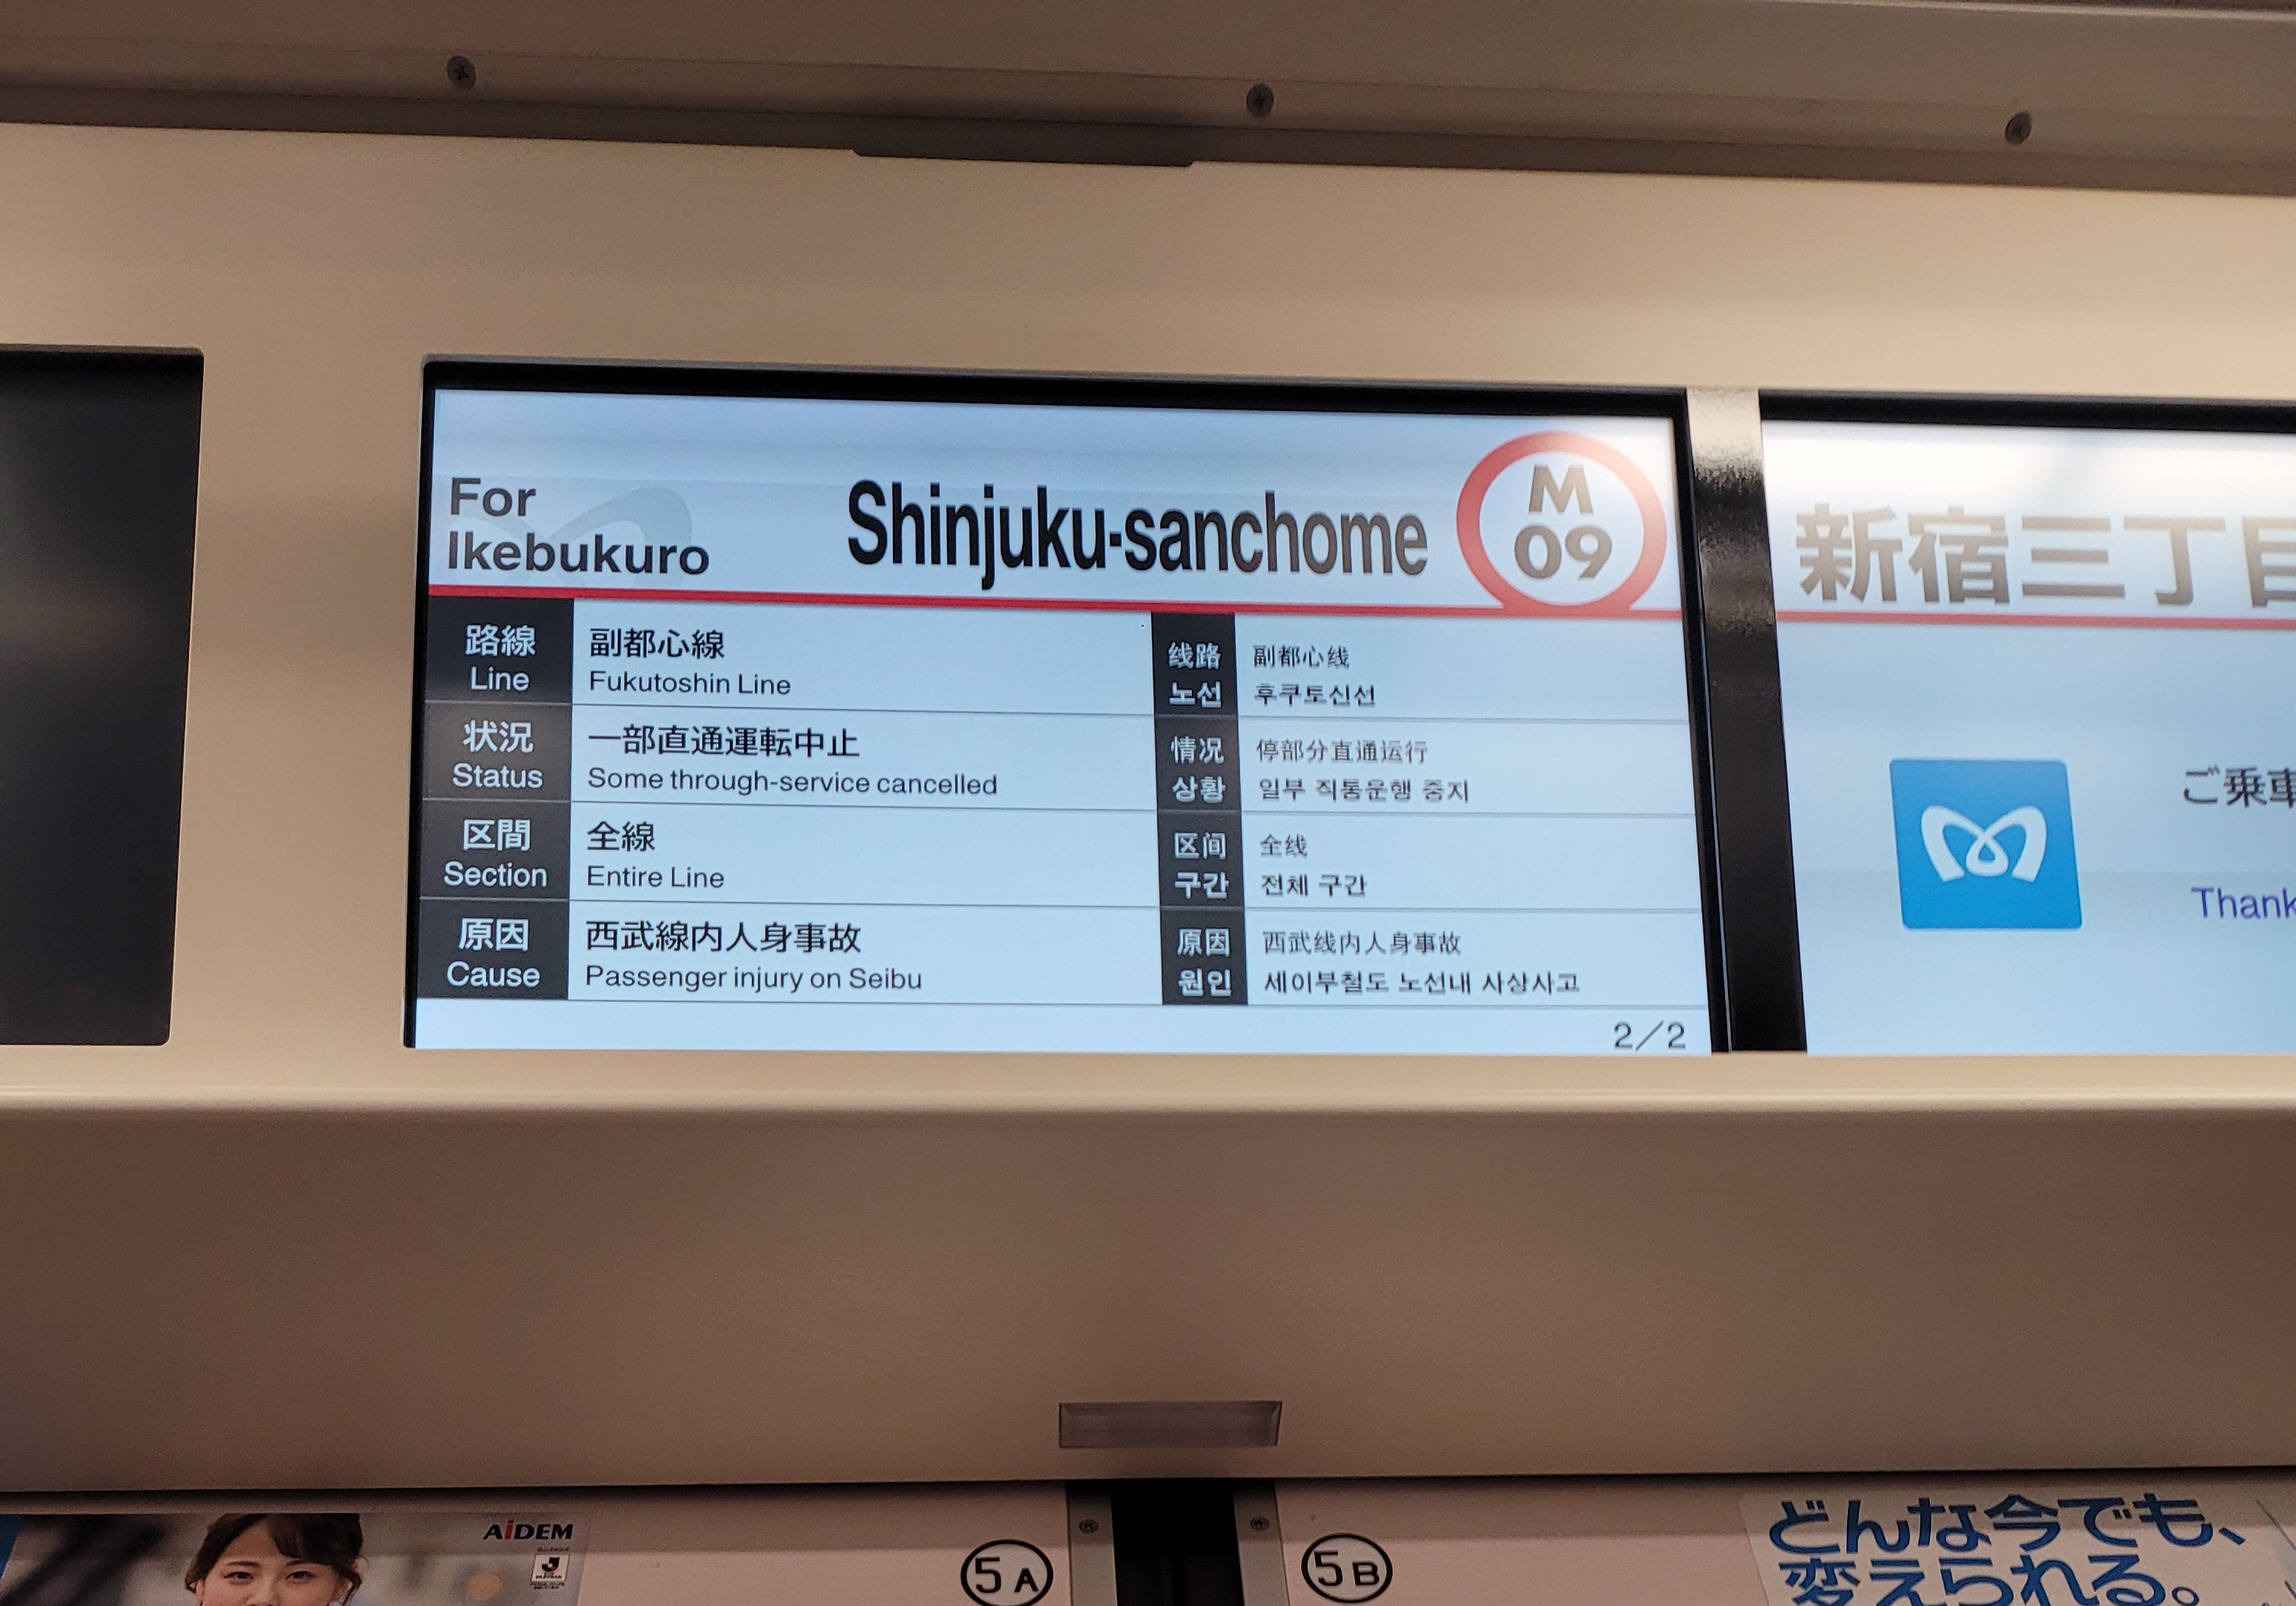 For
Ikebukuro
Shinjuku-sanchome
M
09
路線
Line
副都心線
Fukutoshin Line
线路
노선
副都心线
후쿠토신선
状況
Status
一部直通運転中止
Some through-service cancelled
情况
상황
停部分直通运行
일부 직통운행 중지
区間
Section
全線
Entire Line
区间
구간
全线
전체 구간
原因
Cause
西武線内人身事故
Passenger injury on Seibu
原因
원인
西武线内人身事故
세이부철도 노선내 사상사고
2/2
新宿三丁目
ご乗車
Thank
AiDEM
5A
5B
どんな今でも、
変えられる。